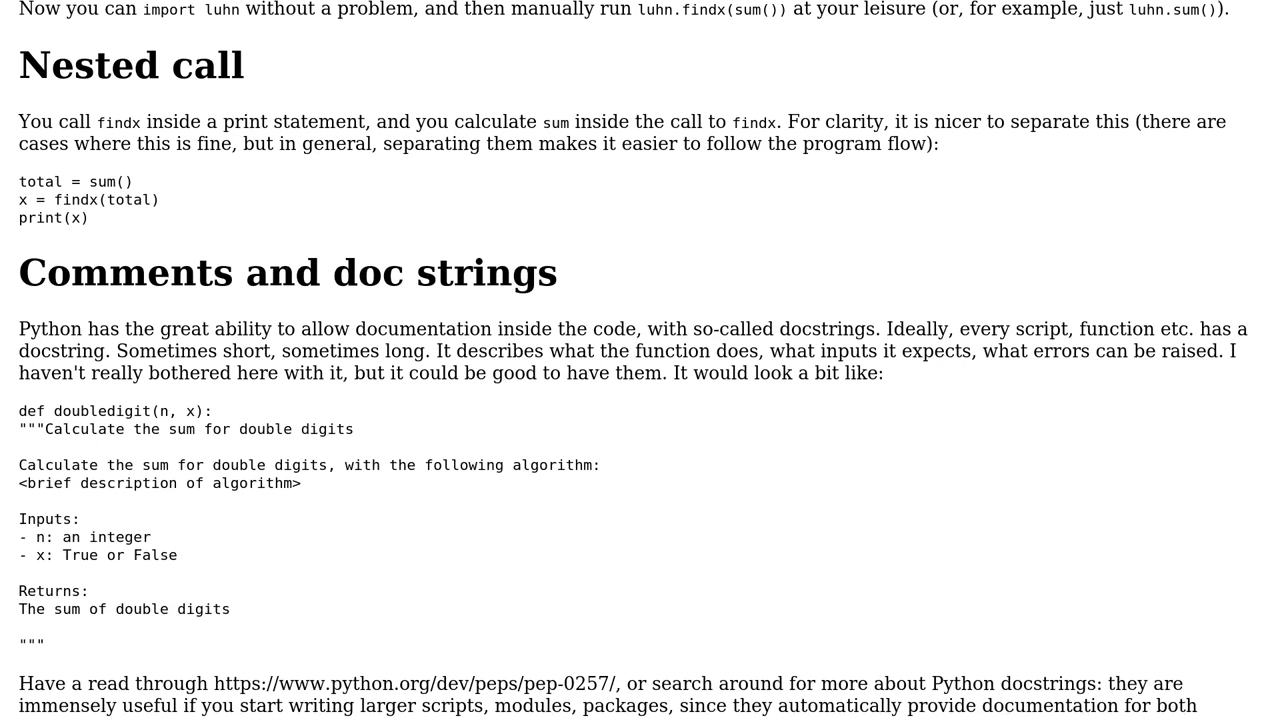 Now you can import luhn without a problem, and then manually run luhn.findx(sum()) at your leisure (or, for example, just luhn.sum()).
Nested call
You call findx inside a print statement, and you calculate sum inside the call to findx. For clarity, it is nicer to separate this (there are
cases where this is fine, but in general, separating them makes it easier to follow the program flow):
total = sum()
x = findx(total)
print(x)
Comments and doc strings
Python has the great ability to allow documentation inside the code, with so-called docstrings. Ideally, every script, function etc. has a
docstring. Sometimes short, sometimes long. It describes what the function does, what inputs it expects, what errors can be raised. I
haven't really bothered here with it, but it could be good to have them. It would look a bit like:
def doubledigit(n, x):
"""Calculate the sum for double digits
Calculate the sum for double digits, with the following algorithm:
<brief description of algorithm>
Inputs:
- n: an integer
- x: True or False
Returns:
The sum of double digits
"""
Have a read through https://www.python.org/dev/peps/pep-0257/, or search around for more about Python docstrings: they are
immensely useful if you start writing larger scripts, modules, packages, since they automatically provide documentation for both